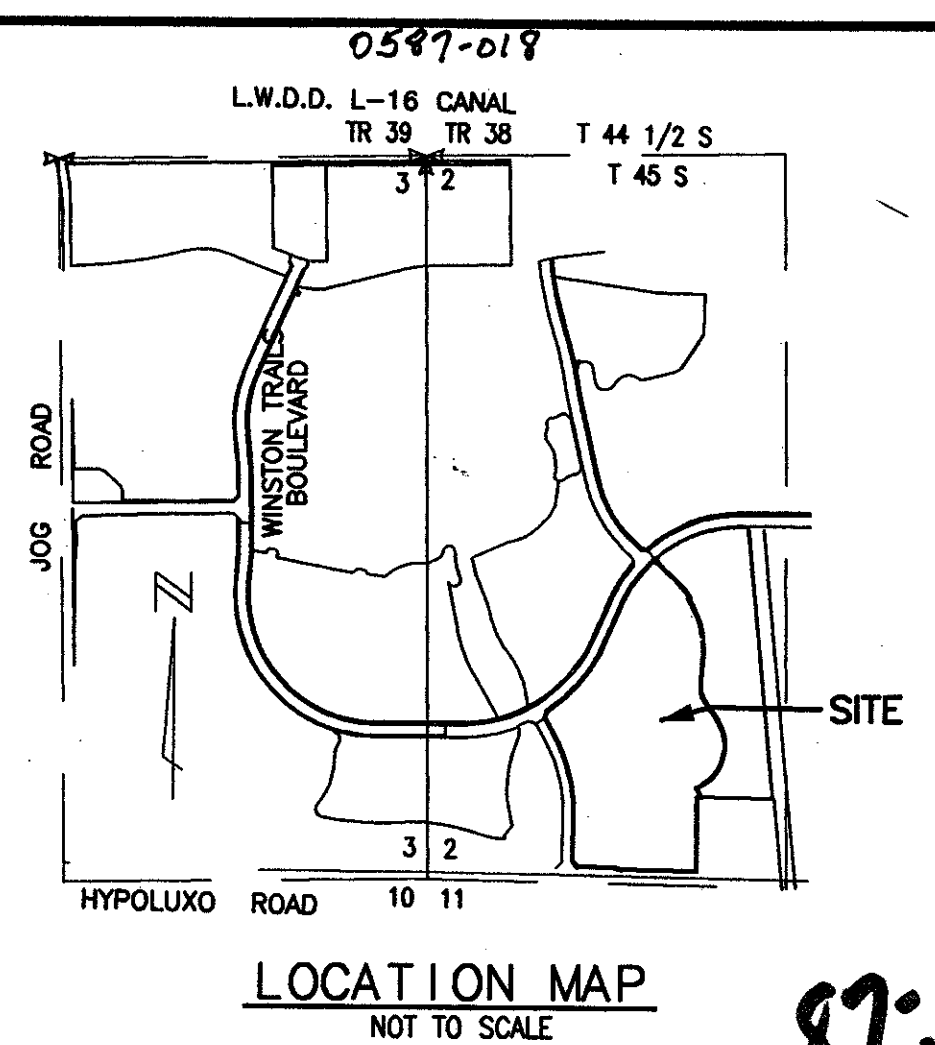 0587-018
L.W.D.D. L-16 CANAL
TR 39 TR 38 T 44 1/2 S
3 2 T 45 S
WINSTON TRAILS
BOULEVARD
JOG ROAD
N
SITE
3 2
HYPOLUXO ROAD 10 11
LOCATION MAP
NOT TO SCALE